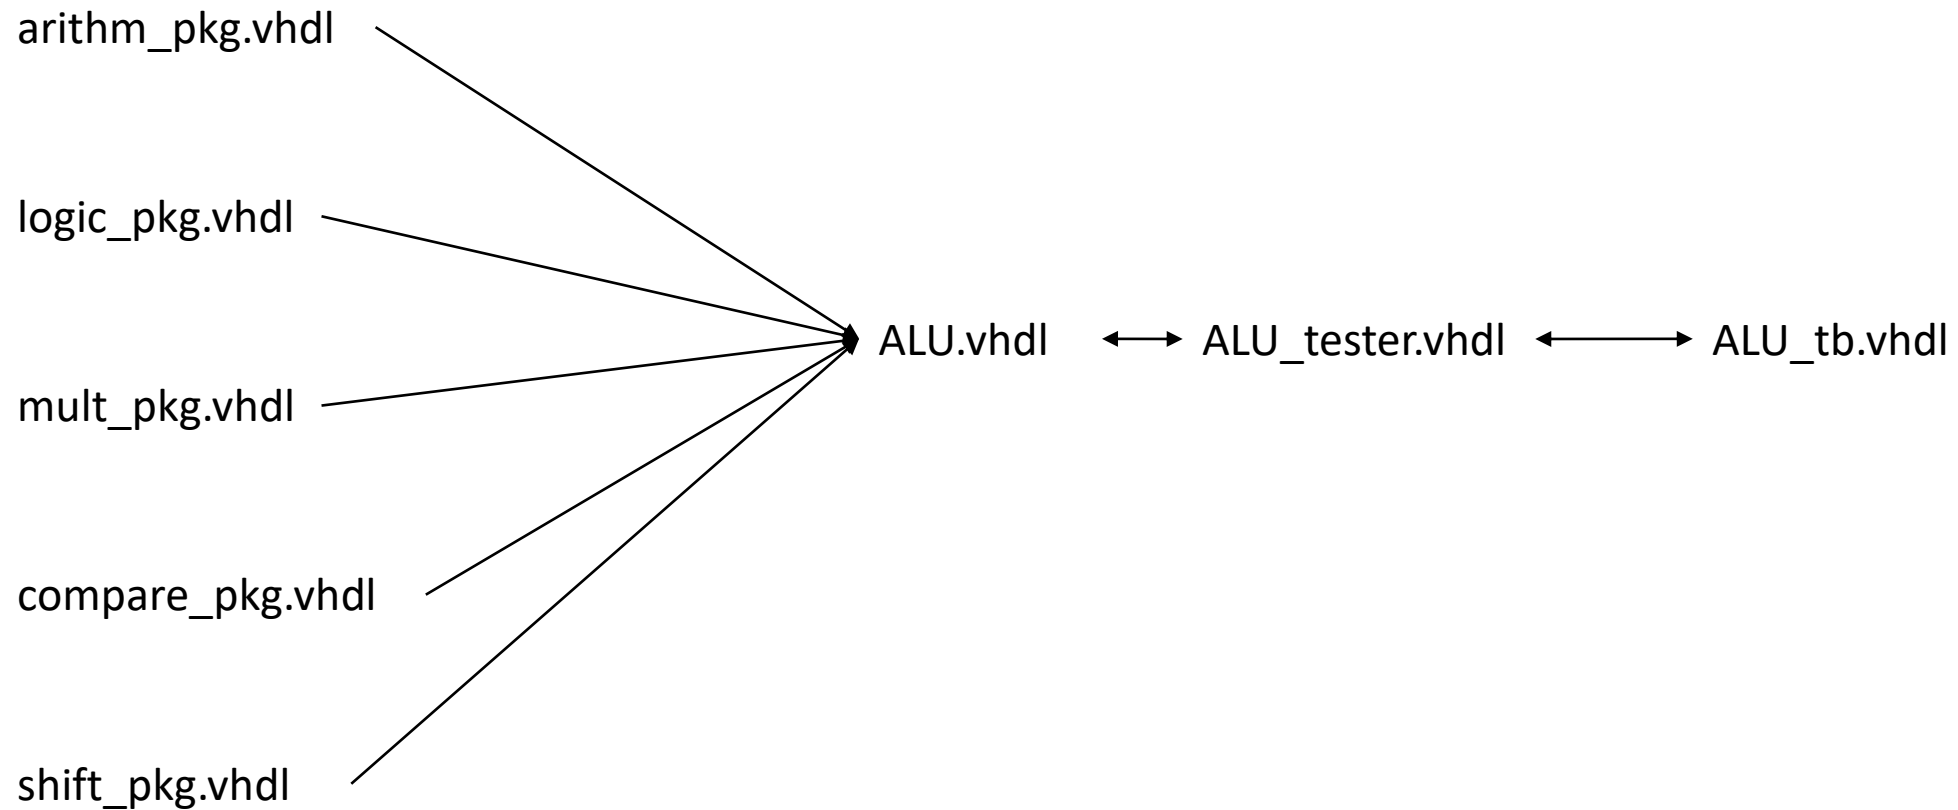 arithm_pkg.vhdl
logic_pkg.vhdl
ALU.vhdl
ALU_tester.vhdl
ALU_tb.vhdl
mult_pkg.vhdl
compare_pkg.vhdl
shift_pkg.vhdl